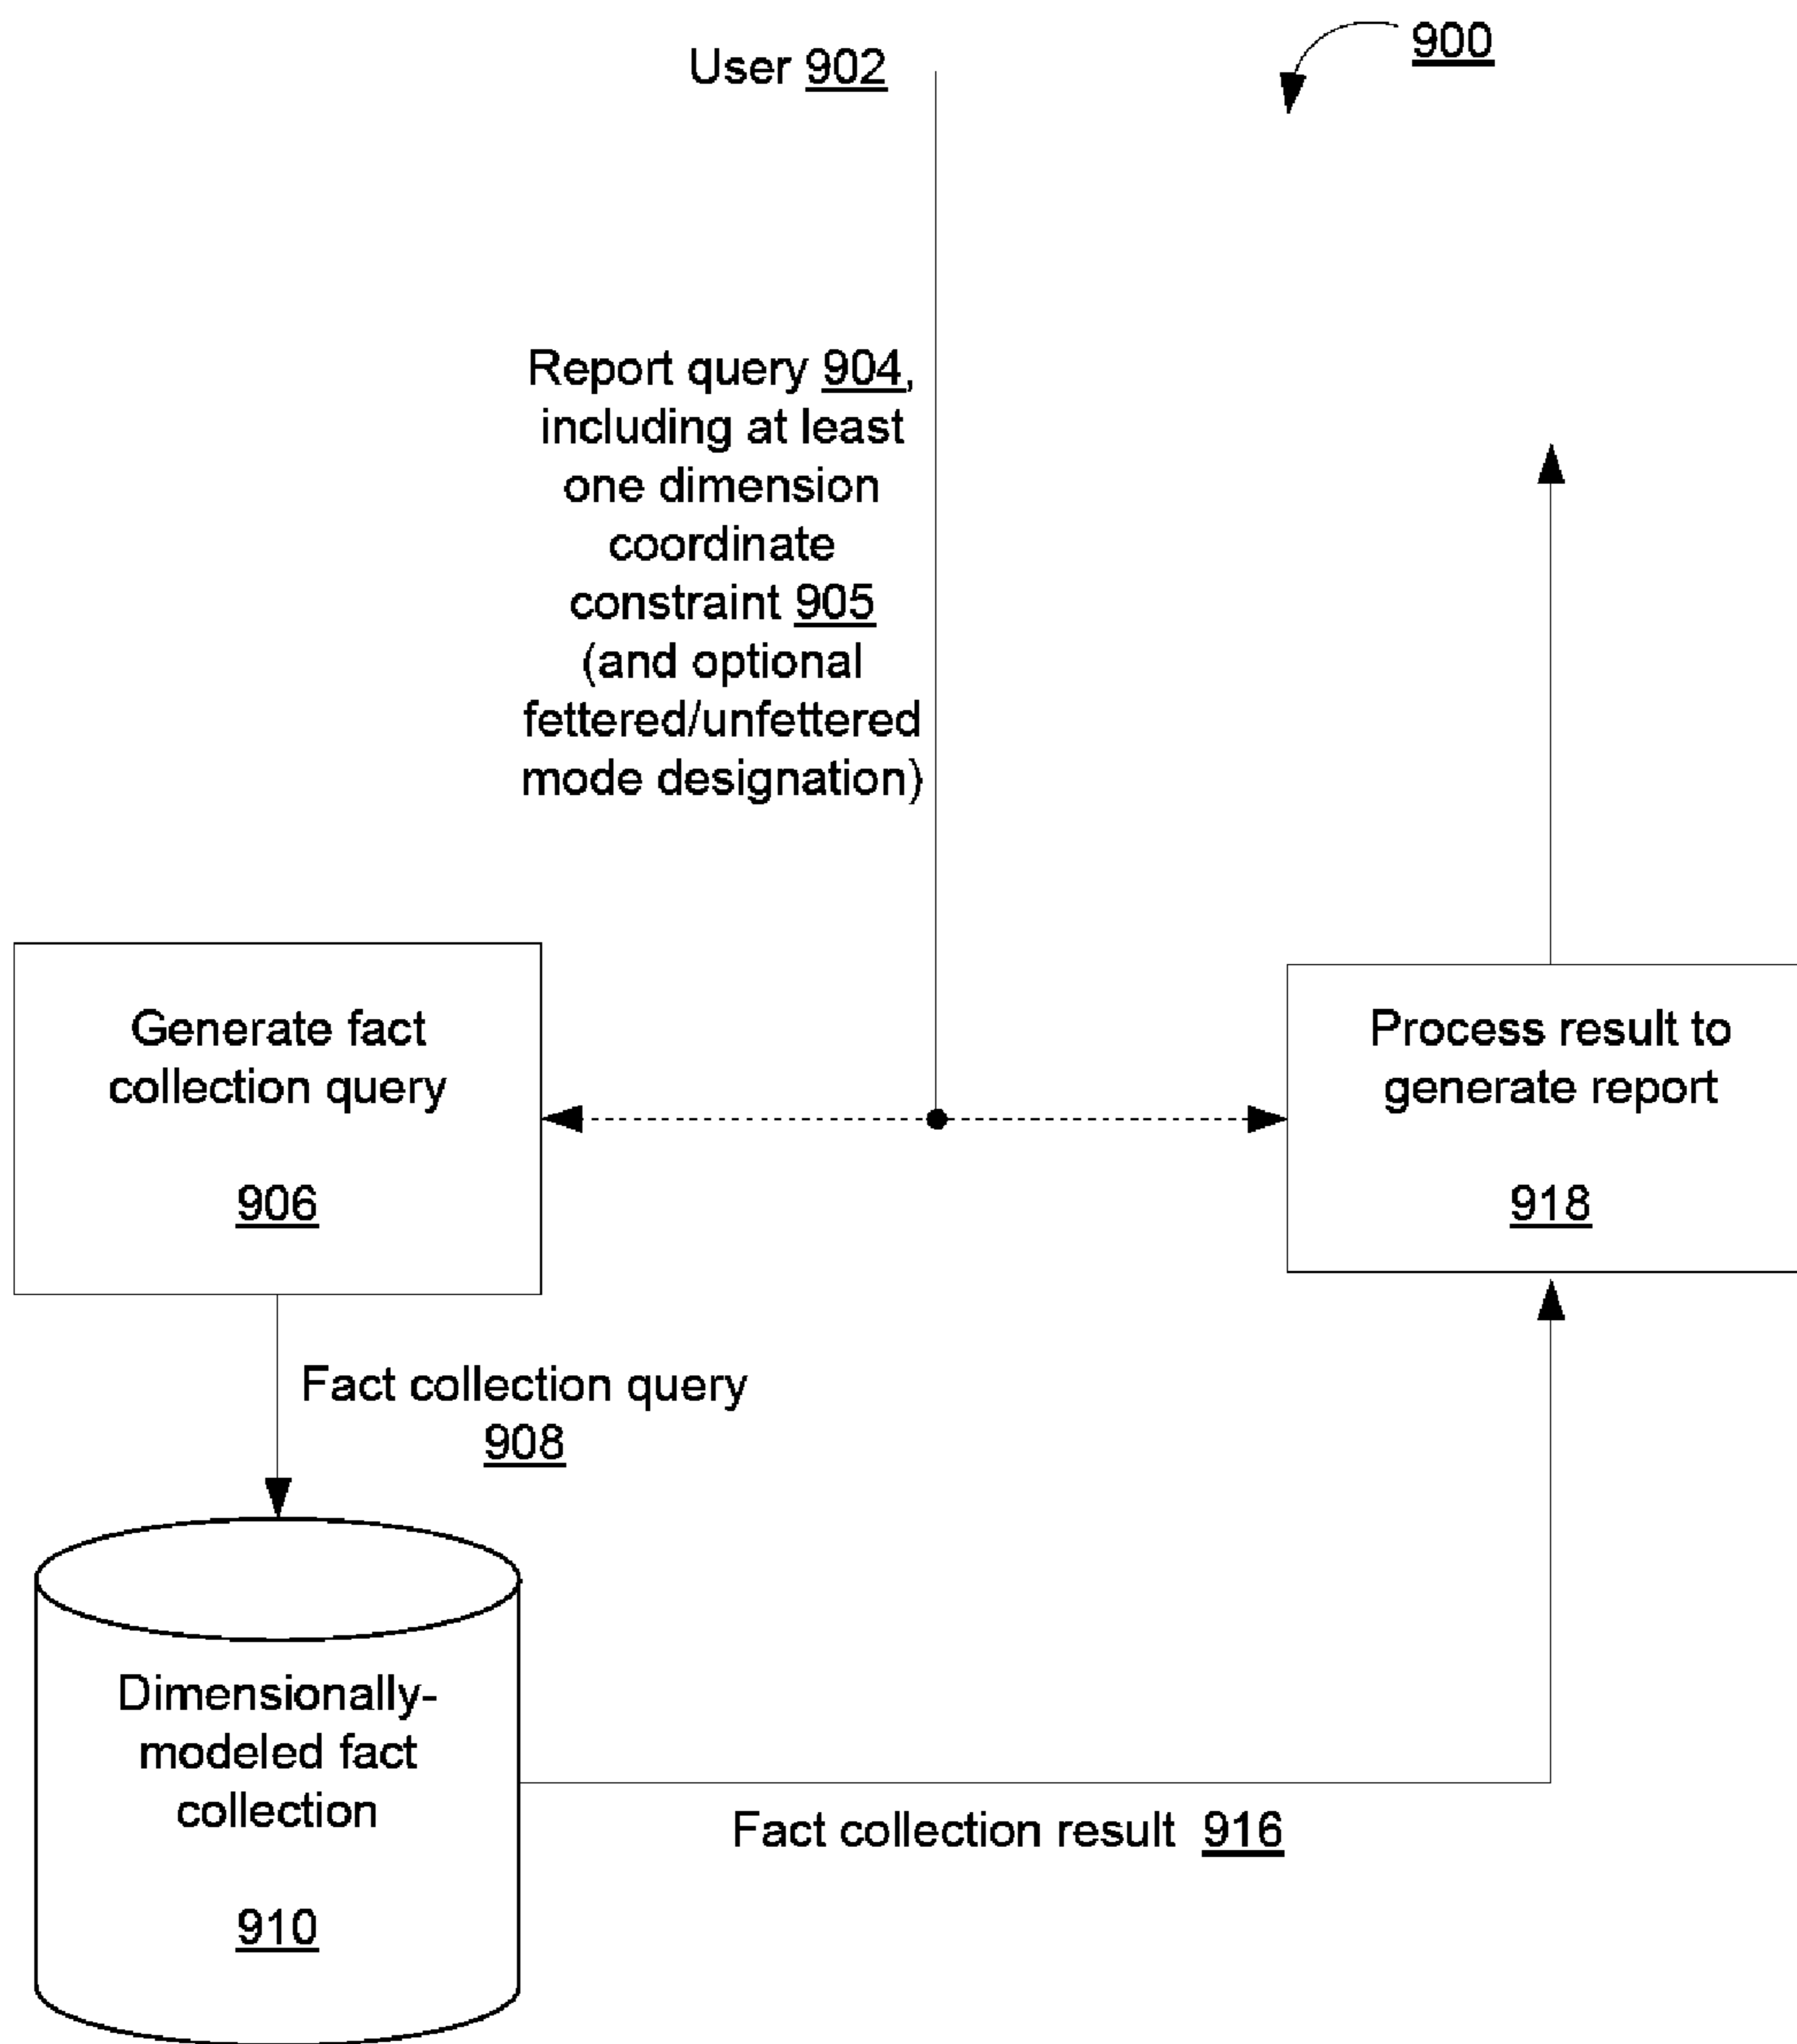 900
User 902
Report query 904,
including at least
one dimension
coordinate
constraint 905
(and optional
fettered/unfettered
mode designation)
Generate fact
collection query
906
Process result to
generate report
918
Fact collection query
908
Dimensionally-
modeled fact
collection
910
Fact collection result 916